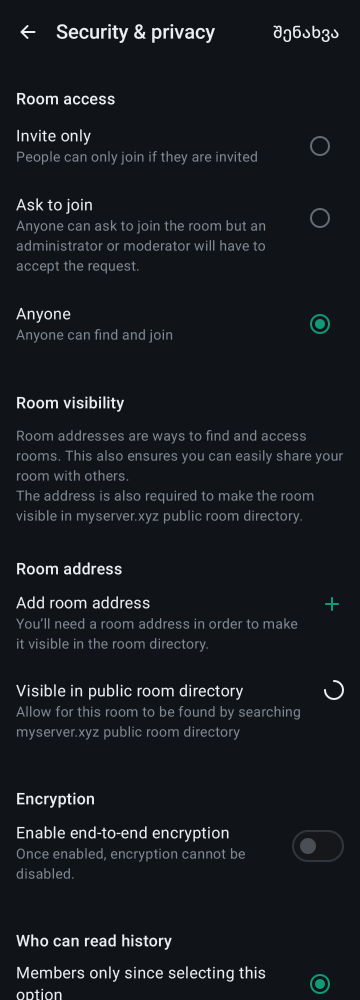 Security & privacy
შენახვა
Room access
Invite only
People can only join if they are invited
Ask to join
Anyone can ask to join the room but an
administrator or moderator will have to
accept the request.
Anyone
Anyone can find and join
Room visibility
Room addresses are ways to find and access
rooms. This also ensures you can easily share your
room with others.
The address is also required to make the room
visible in myserver.xyz public room directory.
Room address
Add room address
You’ll need a room address in order to make
it visible in the room directory.
Visible in public room directory
Allow for this room to be found by searching
myserver.xyz public room directory
Encryption
Enable end-to-end encryption
Once enabled, encryption cannot be
disabled.
Who can read history
Members only since selecting this
option